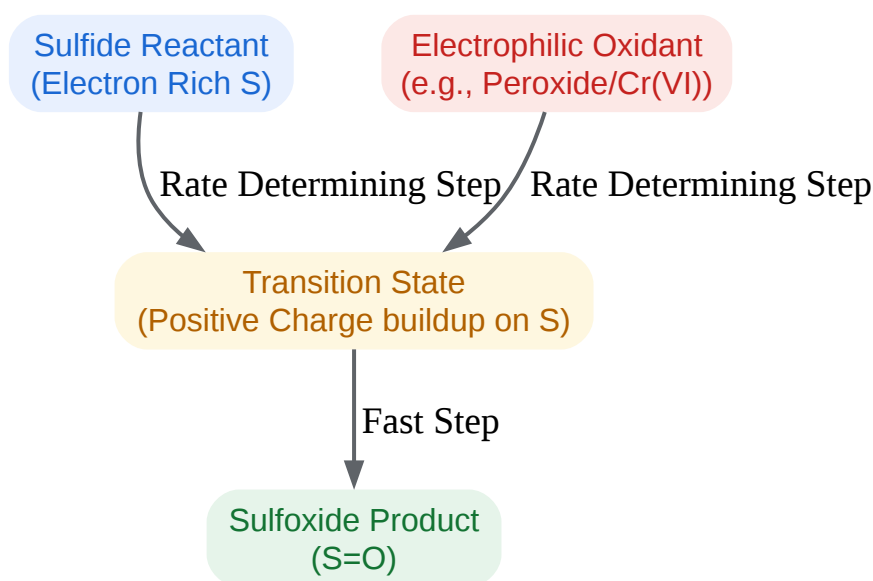 Sulfide Reactant
(Electron Rich S)
Electrophilic Oxidant
(e.g., Peroxide/Cr(VI))
Rate Determining Step
Rate Determining Step
Transition State
(Positive Charge buildup on S)
Fast Step
Sulfoxide Product
(S=O)